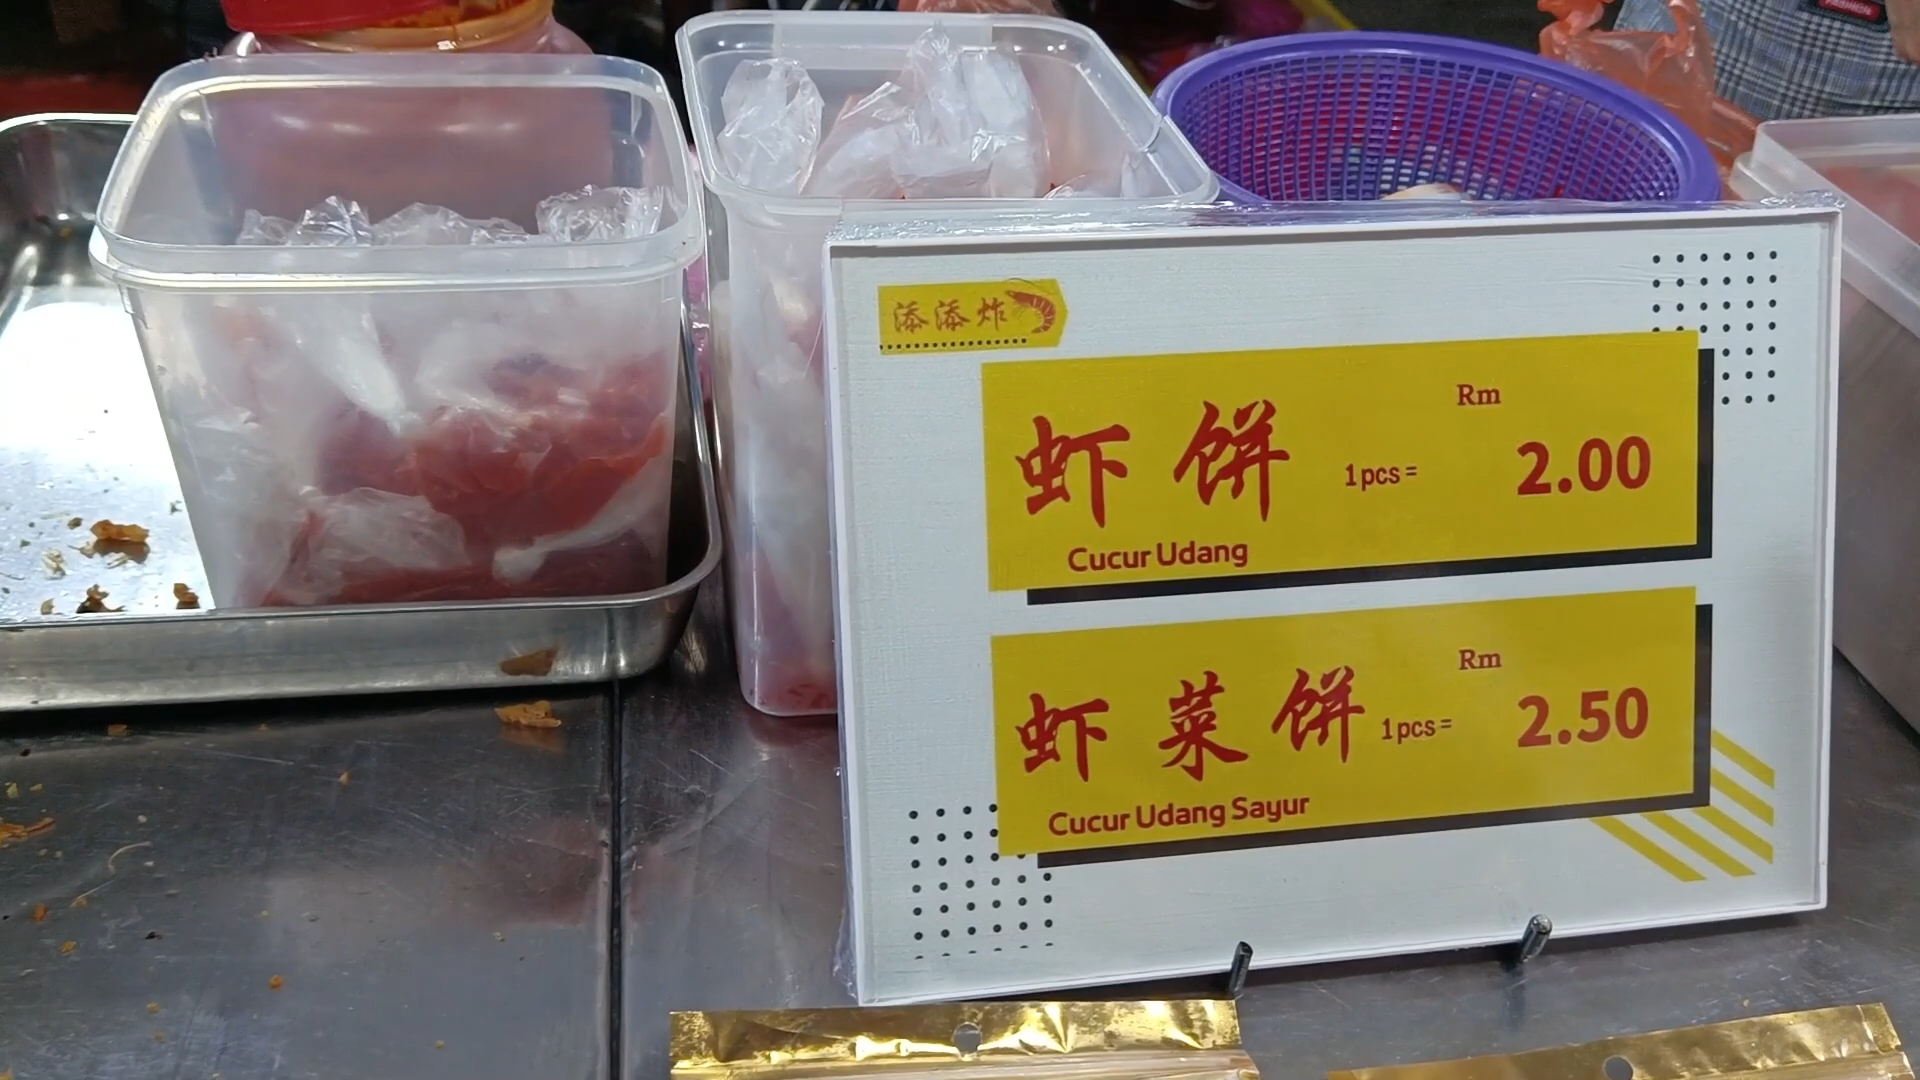 添添炸
虾饼 1pcs= Rm 2.00
Cucur Udang
虾菜饼 1pcs= Rm 2.50
Cucur Udang Sayur
FASHION